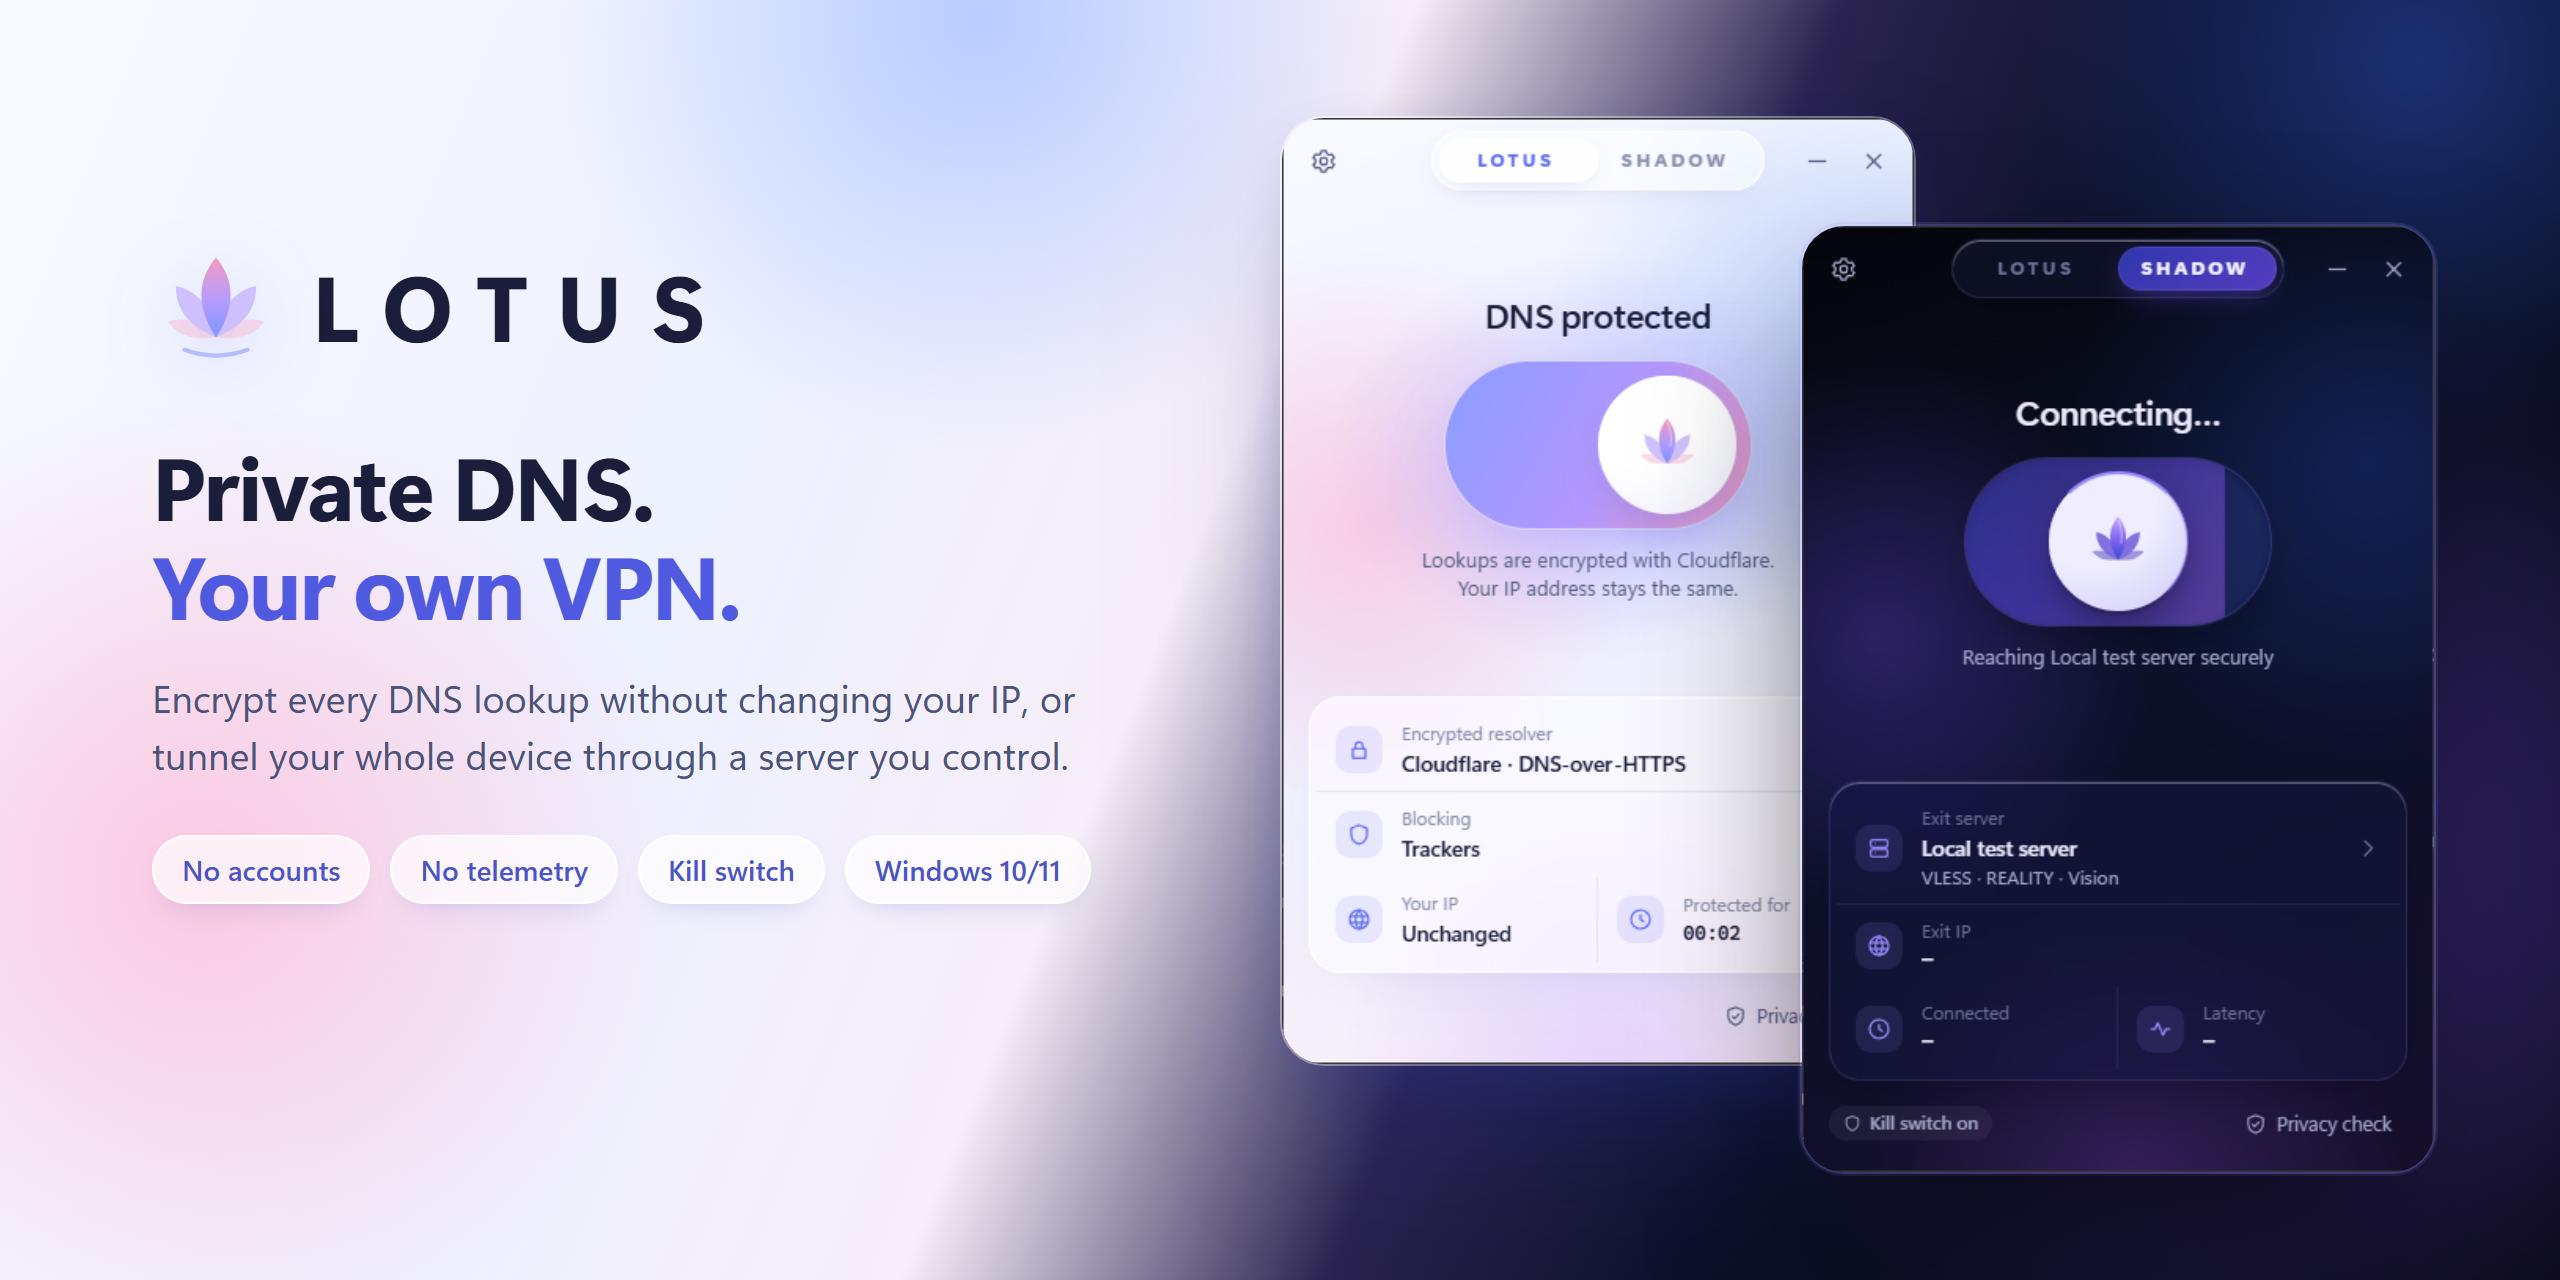 LOTUS
Private DNS.
Your own VPN.
Encrypt every DNS lookup without changing your IP, or
tunnel your whole device through a server you control.
No accounts
No telemetry
Kill switch
Windows 10/11
LOTUS
SHADOW
DNS protected
Lookups are encrypted with Cloudflare.
Your IP address stays the same.
Encrypted resolver
Cloudflare · DNS-over-HTTPS
Blocking
Trackers
Your IP
Unchanged
Protected for
00:02
LOTUS
SHADOW
Connecting...
Reaching Local test server securely
Exit server
Local test server
VLESS · REALITY · Vision
Exit IP
–
Connected
–
Latency
–
Kill switch on
Privacy check